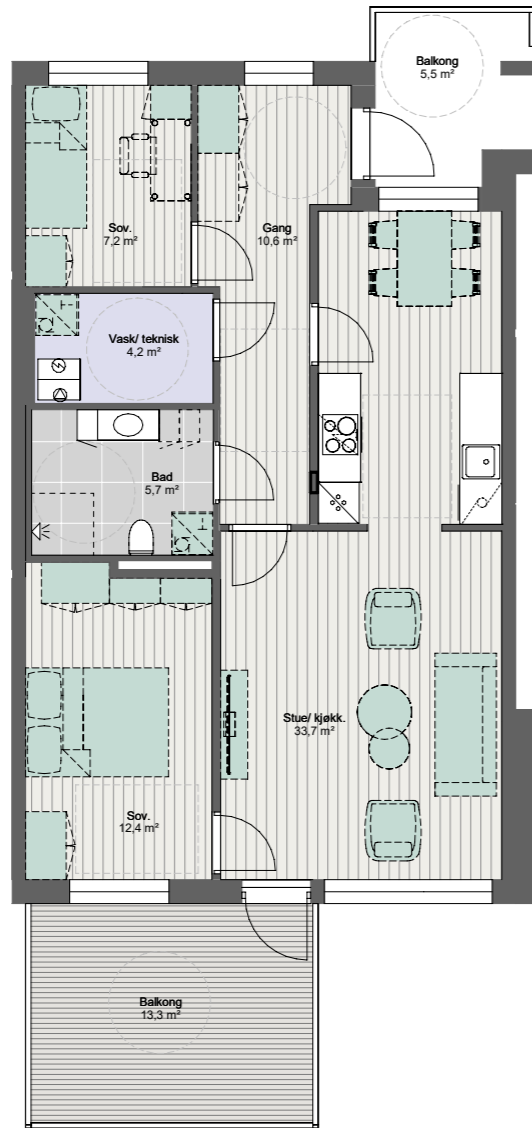 Balkong
5,5 m²
Sov.
7,2 m²
Gang
10,6 m²
Vask/ teknisk
4,2 m²
Bad
5,7 m²
Stue/ kjøkk.
33,7 m²
Sov.
12,4 m²
Balkong
13,3 m²